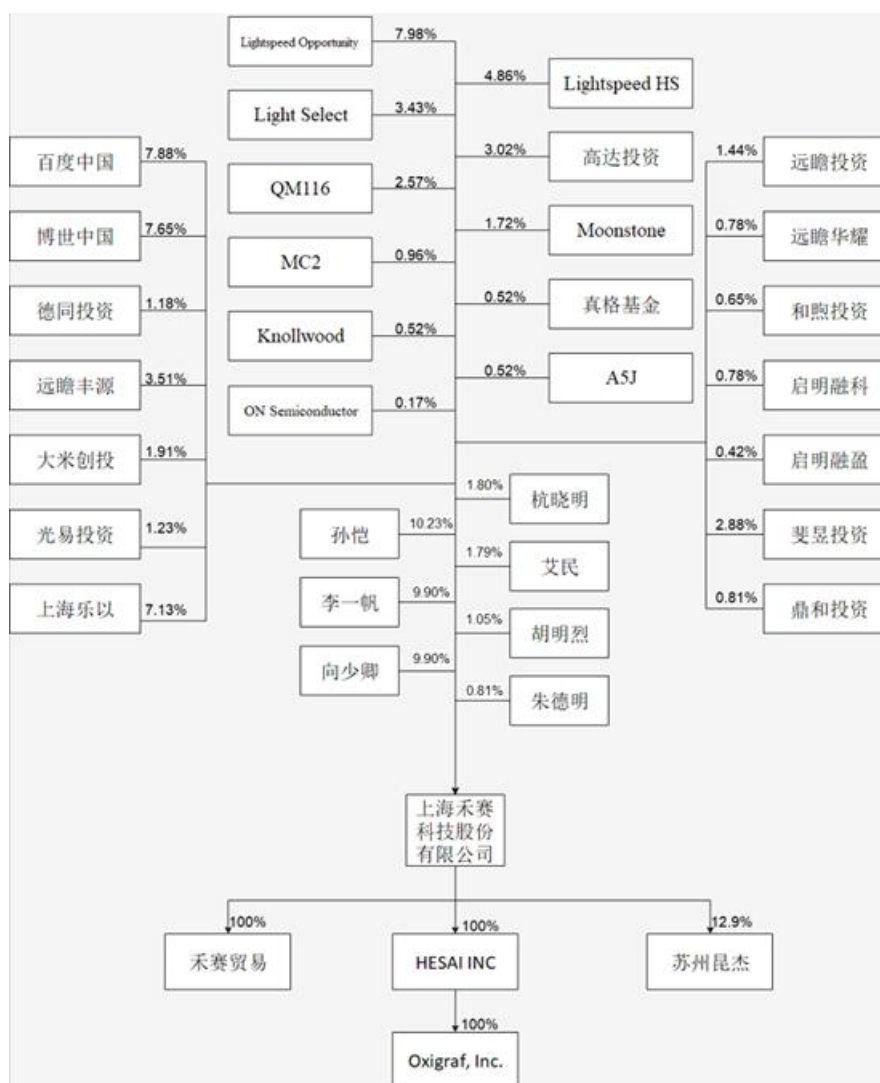 Lightspeed Opportunity 7.98%
4.86% Lightspeed HS
Light Select 3.43%
百度中国 7.88%
3.02% 高达投资
1.44% 远瞻投资
QM116 2.57%
博世中国 7.65%
1.72% Moonstone
0.78% 远瞻华耀
MC2 0.96%
德同投资 1.18%
0.52% 真格基金
0.65% 和煦投资
Knollwood 0.52%
远瞻丰源 3.51%
0.52% A5J
0.78% 启明融科
ON Semiconductor 0.17%
大米创投 1.91%
0.42% 启明融盈
1.80% 杭晓明
光易投资 1.23%
孙恺 10.23%
2.88% 斐昱投资
1.79% 艾民
上海乐以 7.13%
李一帆 9.90%
0.81% 鼎和投资
1.05% 胡明烈
向少卿 9.90%
0.81% 朱德明
上海禾赛
科技股份
有限公司
100% 100% 12.9%
禾赛贸易 HESAI INC 苏州昆杰
100%
Oxigraf, Inc.